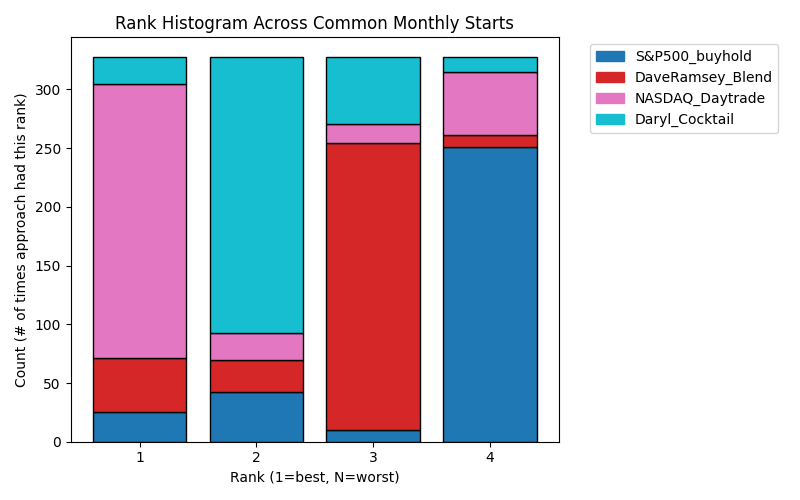 Rank Histogram Across Common Monthly Starts
S&P500_buyhold
DaveRamsey_Blend
NASDAQ_Daytrade
Daryl_Cocktail
Count (# of times approach had this rank)
300
250
200
150
100
50
0
1 2 3 4
Rank (1=best, N=worst)